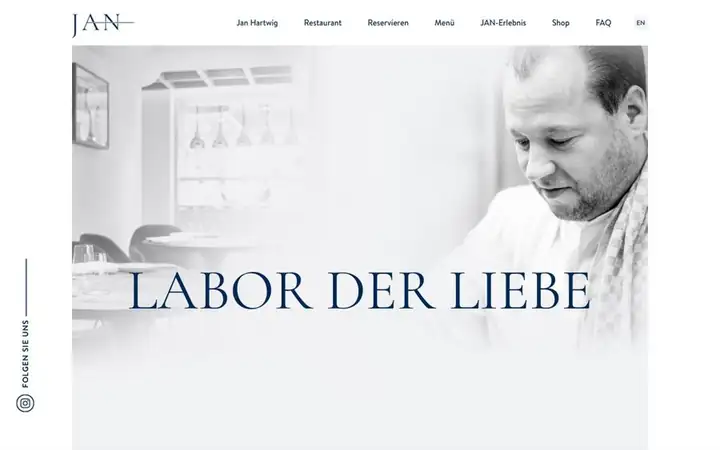 JAN
Jan Hartwig
Restaurant
Reservieren
Menü
JAN-Erlebnis
Shop
FAQ
EN
LABOR DER LIEBE
FOLGEN SIE UNS